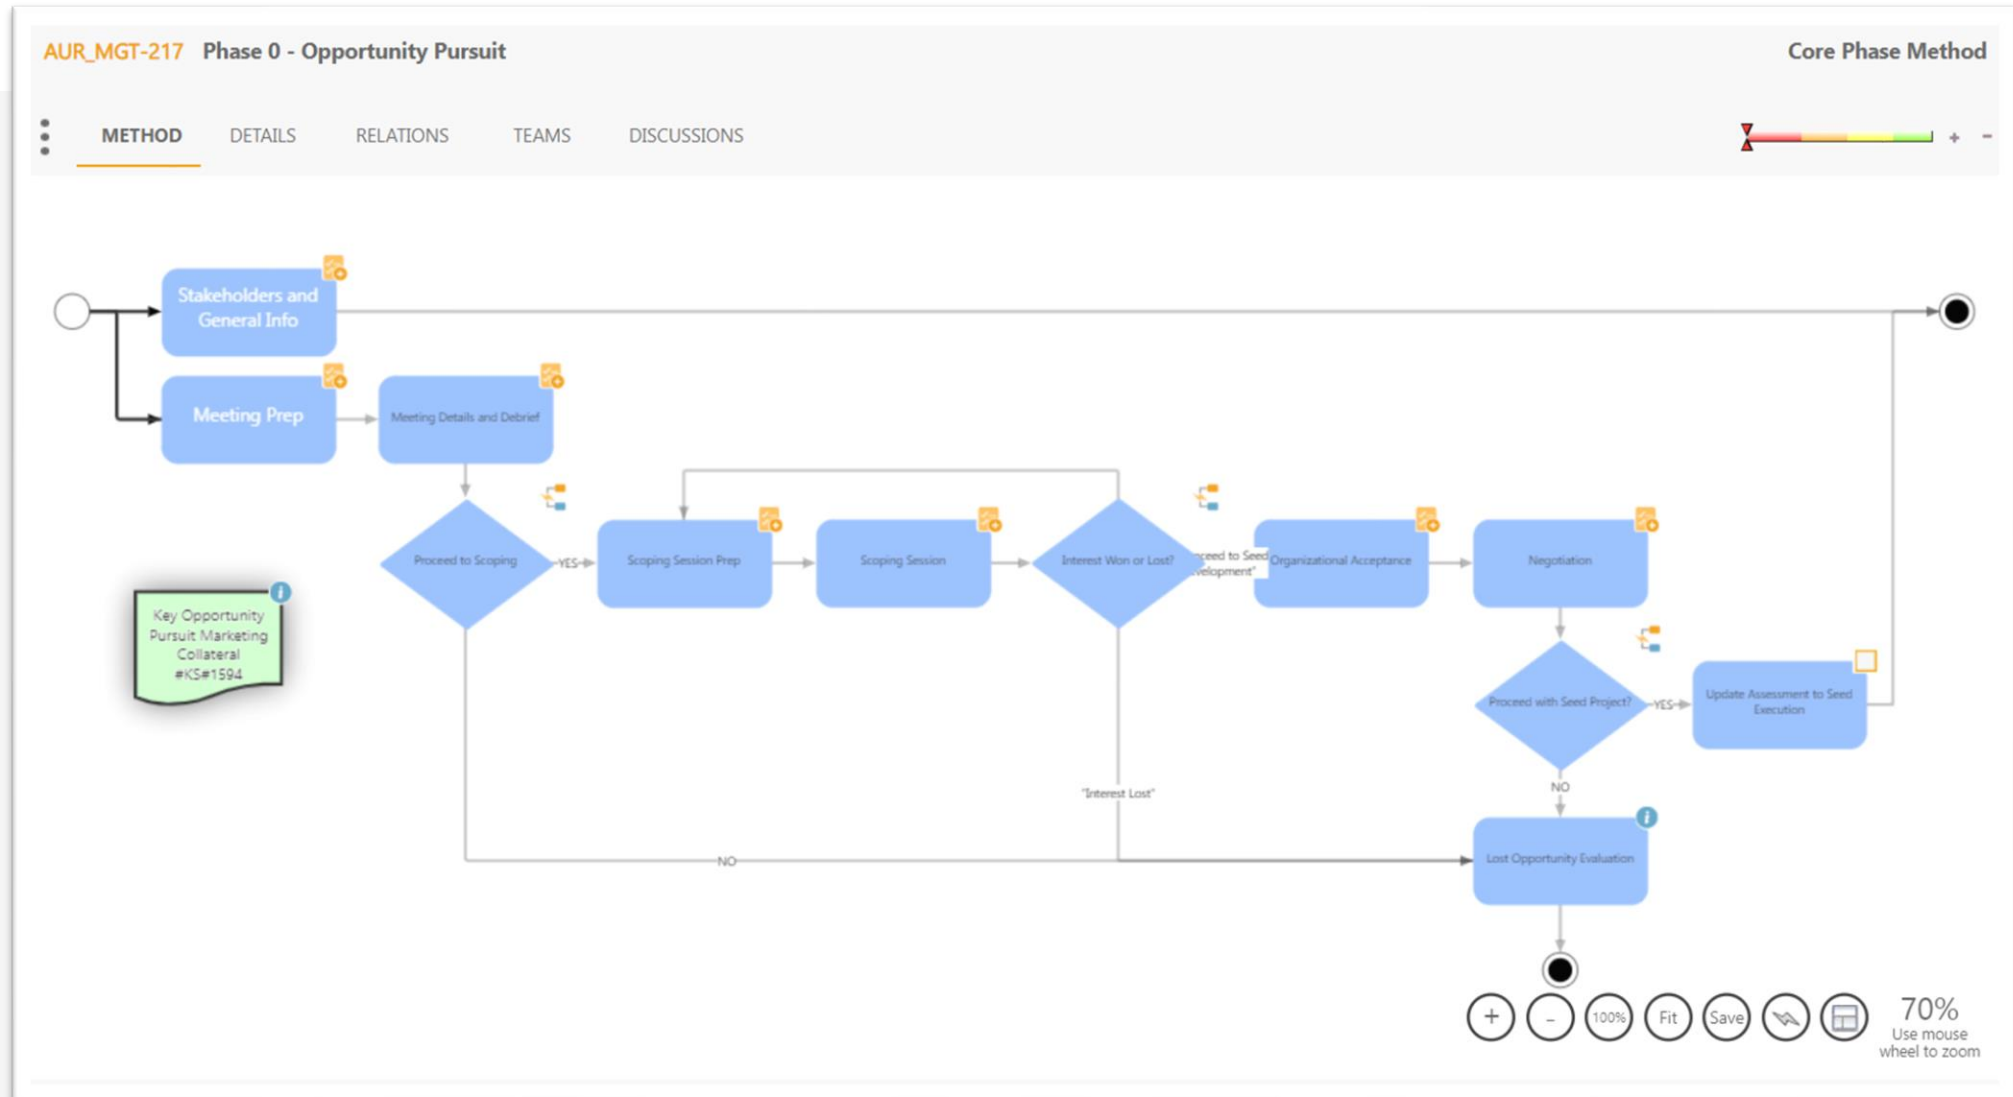 AUR_MGT-217 Phase 0 - Opportunity Pursuit
Core Phase Method
METHOD DETAILS RELATIONS TEAMS DISCUSSIONS
+ -
Stakeholders and
General Info
Meeting Prep
Meeting Details and Debrief
Proceed to Scoping
YES
Scoping Session Prep
Scoping Session
Interest Won or Lost?
to Seed
Organizational Acceptance
Negotiation
Key Opportunity
Pursuit Marketing
Collateral
#KS#1594
Proceed with Seed Project?
YES
Update Assessment to Seed
Execution
"Interest Lost"
NO
NO
Lost Opportunity Evaluation
+
-
100%
Fit
Save
70%
Use mouse
wheel to zoom